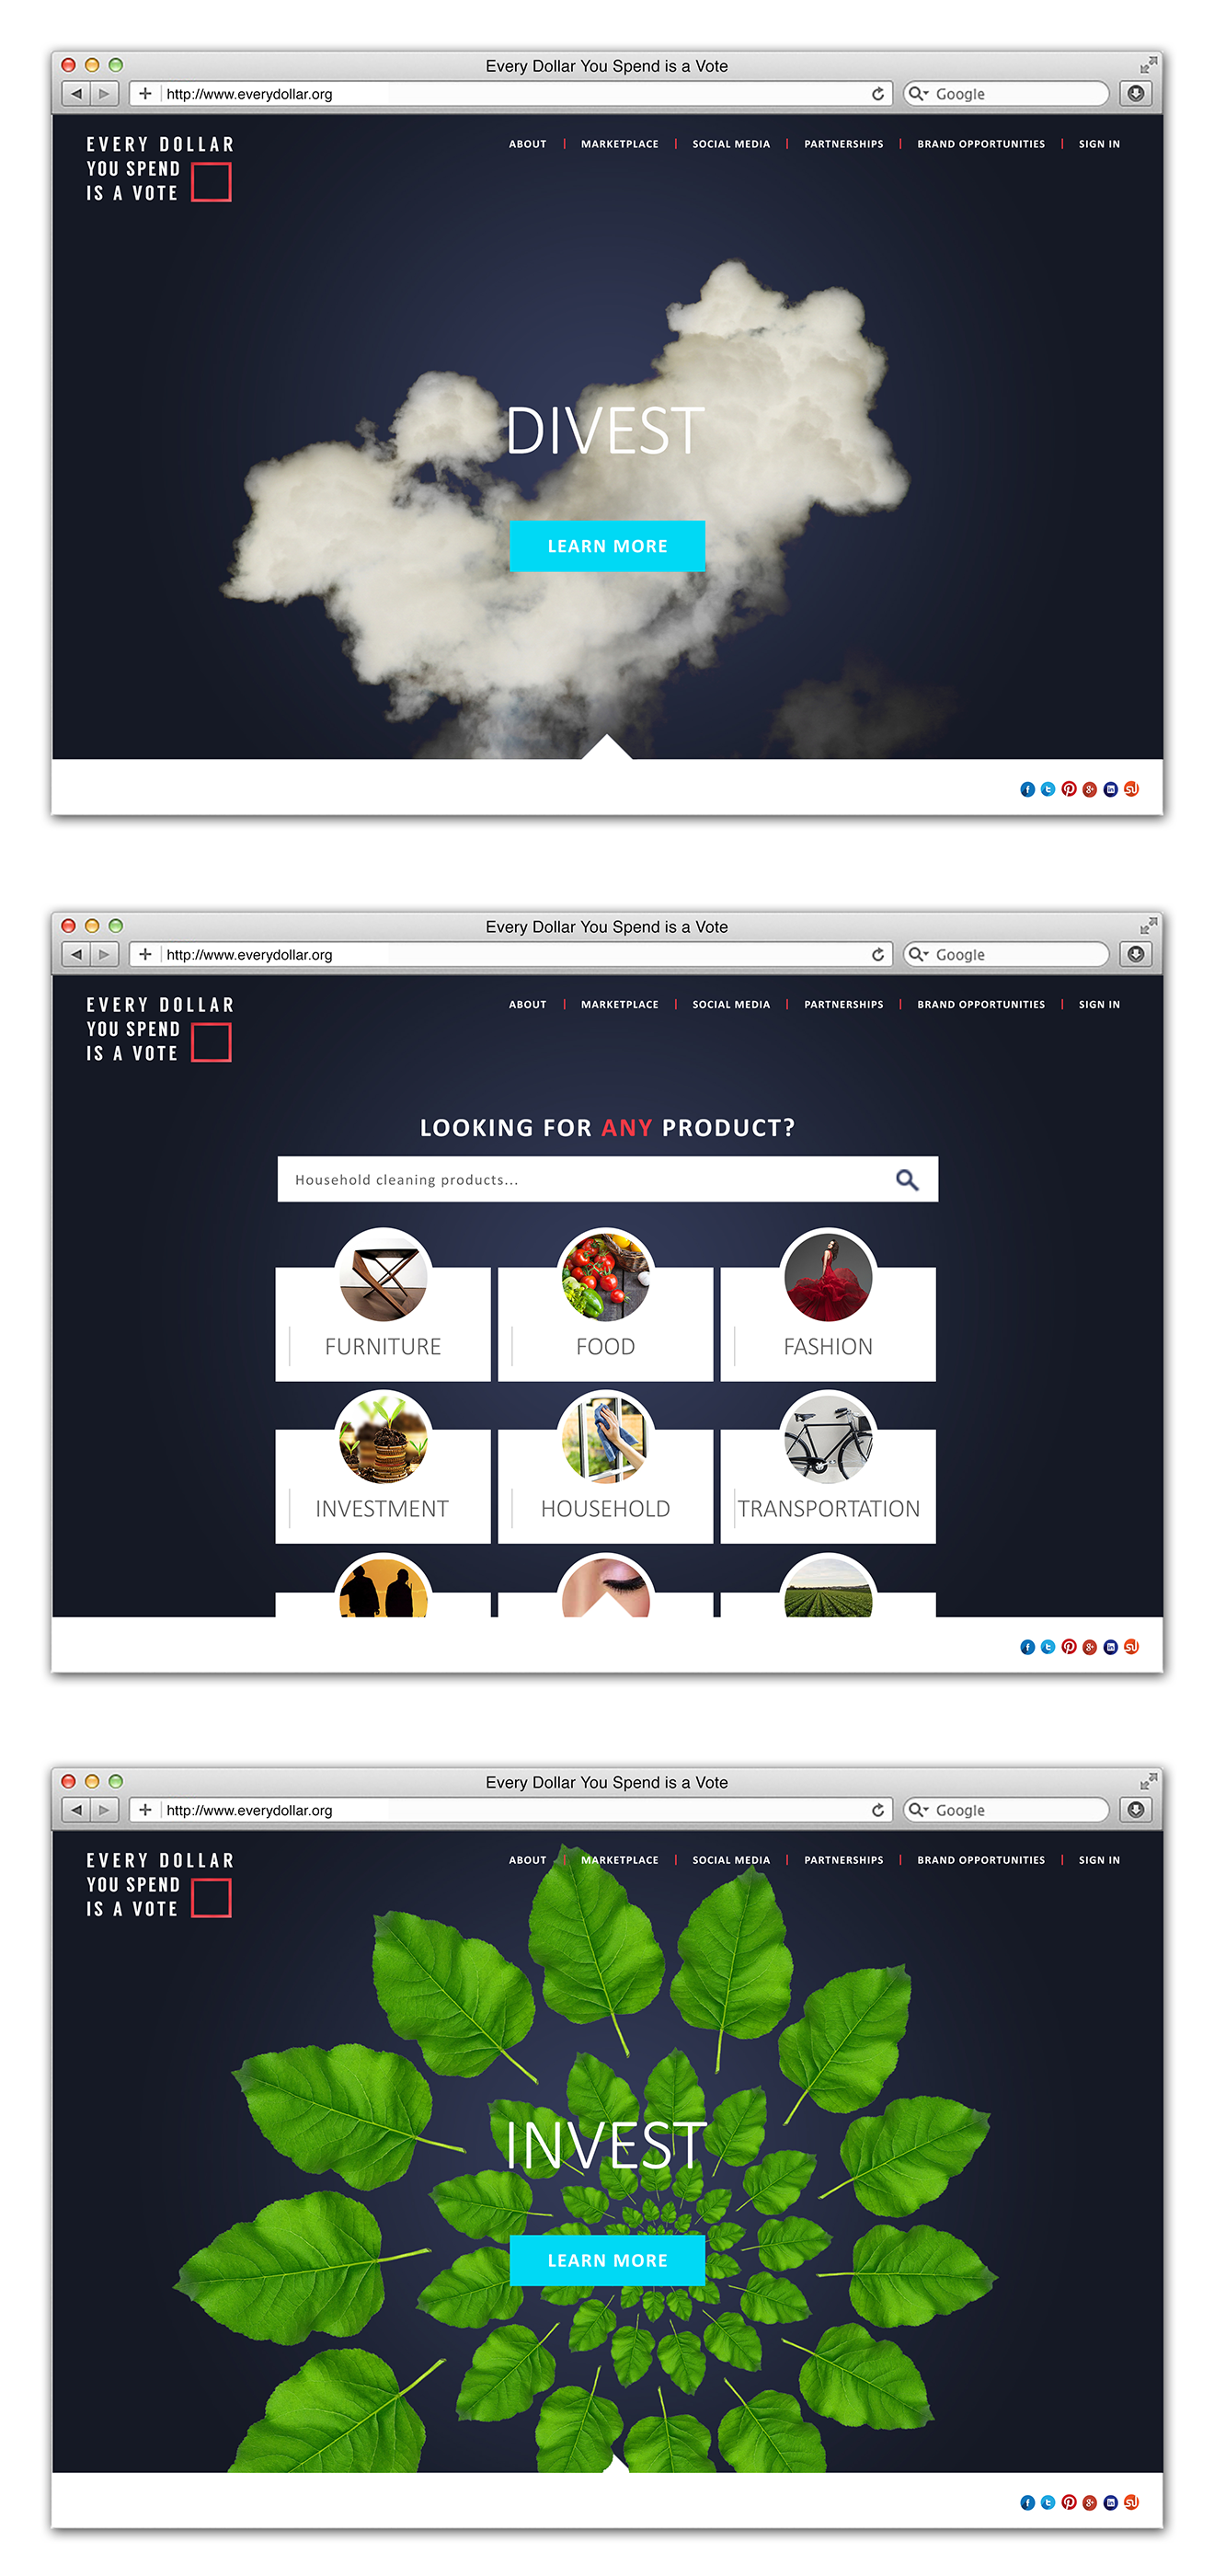 Every Dollar You Spend is a Vote
http://www.everydollar.org
Google
EVERY DOLLAR
YOU SPEND
IS A VOTE
ABOUT | MARKETPLACE | SOCIAL MEDIA | PARTNERSHIPS | BRAND OPPORTUNITIES | SIGN IN
DIVEST
LEARN MORE
Every Dollar You Spend is a Vote
http://www.everydollar.org
Google
EVERY DOLLAR
YOU SPEND
IS A VOTE
ABOUT | MARKETPLACE | SOCIAL MEDIA | PARTNERSHIPS | BRAND OPPORTUNITIES | SIGN IN
LOOKING FOR ANY PRODUCT?
Household cleaning products...
FURNITURE
FOOD
FASHION
INVESTMENT
HOUSEHOLD
TRANSPORTATION
Every Dollar You Spend is a Vote
http://www.everydollar.org
Google
EVERY DOLLAR
YOU SPEND
IS A VOTE
ABOUT | MARKETPLACE | SOCIAL MEDIA | PARTNERSHIPS | BRAND OPPORTUNITIES | SIGN IN
INVEST
LEARN MORE